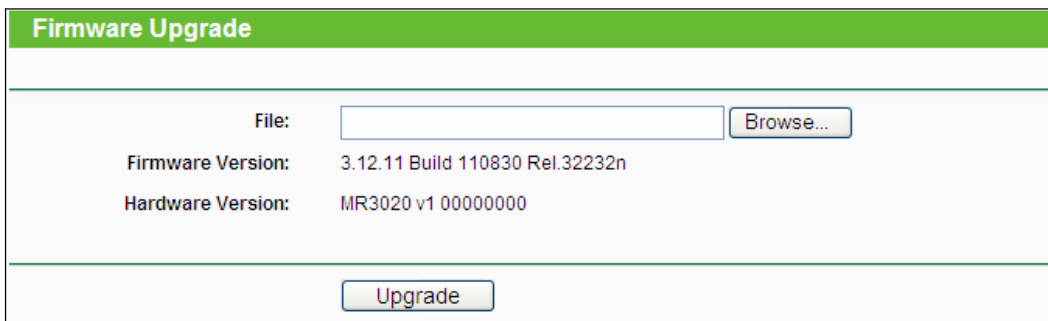 Firmware Upgrade
File: Browse...
Firmware Version: 3.12.11 Build 110830 Rel.32232n
Hardware Version: MR3020 v1 00000000
Upgrade